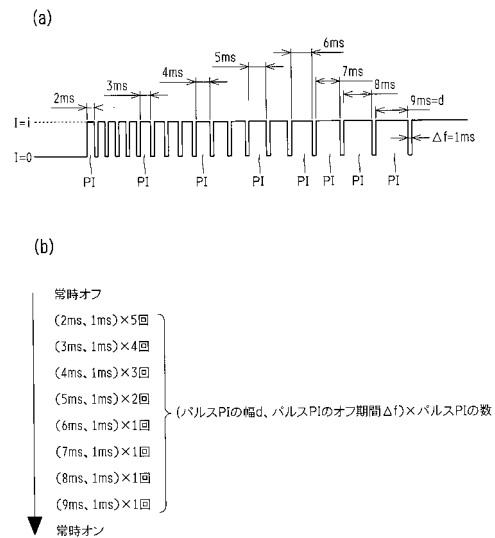 (a)
6ms
5ms
4ms
7ms
3ms
8ms
2ms
9ms=d
I=i
Δf=1ms
I=0
PI PI PI PI PI PI PI
(b)
常時オフ
(2ms、1ms)×5回
(3ms、1ms)×4回
(4ms、1ms)×3回
(5ms、1ms)×2回
(6ms、1ms)×1回
(7ms、1ms)×1回
(8ms、1ms)×1回
(9ms、1ms)×1回
(パルスPIの幅d、パルスPIのオフ期間Δf)×パルスPIの数
常時オン